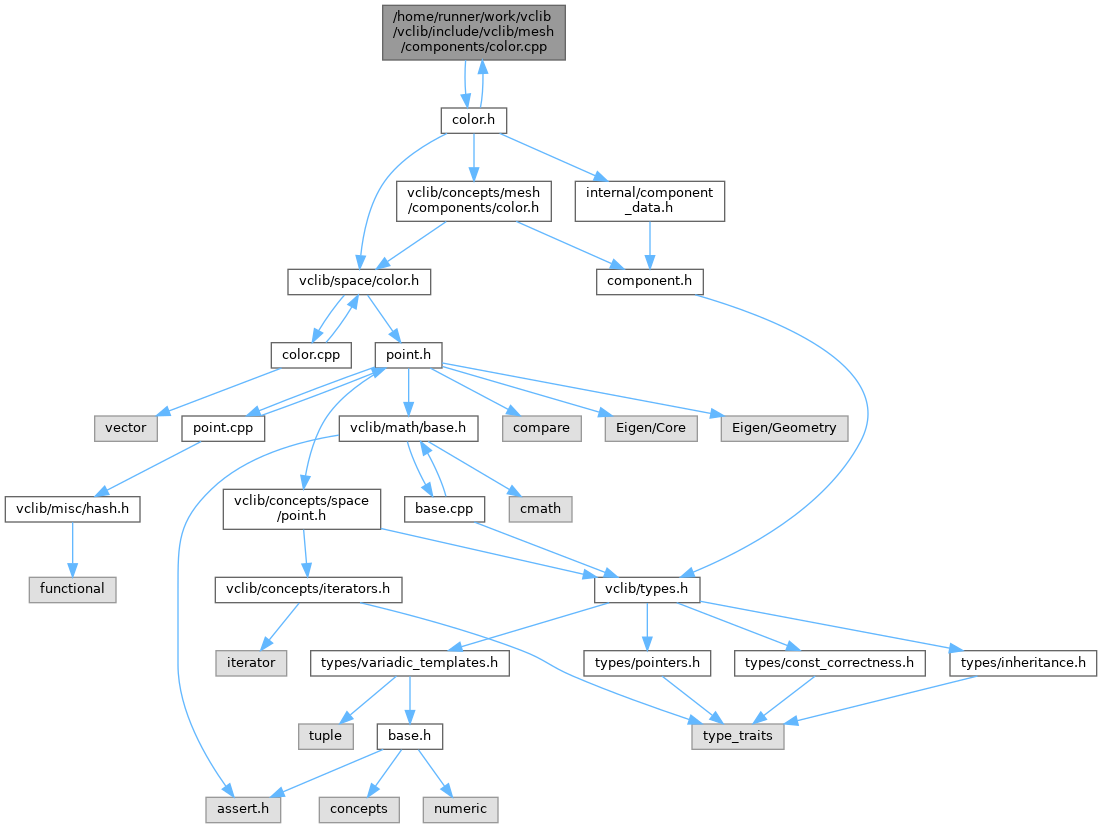 /home/runner/work/vclib
/vclib/include/vclib/mesh
/components/color.cpp
color.h
vclib/concepts/mesh
/components/color.h
internal/component
_data.h
vclib/space/color.h
component.h
color.cpp
point.h
vector
point.cpp
vclib/math/base.h
compare
Eigen/Core
Eigen/Geometry
vclib/misc/hash.h
vclib/concepts/space
/point.h
base.cpp
cmath
functional
vclib/concepts/iterators.h
vclib/types.h
iterator
types/variadic_templates.h
types/pointers.h
types/const_correctness.h
types/inheritance.h
tuple
base.h
type_traits
assert.h
concepts
numeric